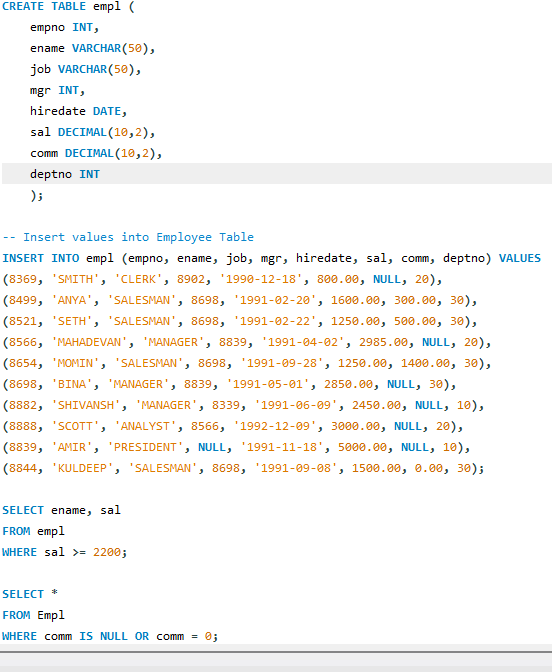 CREATE TABLE empl (
empno INT,
ename VARCHAR(50),
job VARCHAR(50),
mgr INT,
hiredate DATE,
sal DECIMAL(10,2),
comm DECIMAL(10,2),
deptno INT
);
-- Insert values into Employee Table
INSERT INTO empl (empno, ename, job, mgr, hiredate, sal, comm, deptno) VALUES
(8369, 'SMITH', 'CLERK', 8902, '1990-12-18', 800.00, NULL, 20),
(8499, 'ANYA', 'SALESMAN', 8698, '1991-02-20', 1600.00, 300.00, 30),
(8521, 'SETH', 'SALESMAN', 8698, '1991-02-22', 1250.00, 500.00, 30),
(8566, 'MAHADEVAN', 'MANAGER', 8839, '1991-04-02', 2985.00, NULL, 20),
(8654, 'MOMIN', 'SALESMAN', 8698, '1991-09-28', 1250.00, 1400.00, 30),
(8698, 'BINA', 'MANAGER', 8839, '1991-05-01', 2850.00, NULL, 30),
(8882, 'SHIVANSH', 'MANAGER', 8339, '1991-06-09', 2450.00, NULL, 10),
(8888, 'SCOTT', 'ANALYST', 8566, '1992-12-09', 3000.00, NULL, 20),
(8839, 'AMIR', 'PRESIDENT', NULL, '1991-11-18', 5000.00, NULL, 10),
(8844, 'KULDEEP', 'SALESMAN', 8698, '1991-09-08', 1500.00, 0.00, 30);
SELECT ename, sal
FROM empl
WHERE sal >= 2200;
SELECT *
FROM Empl
WHERE comm IS NULL OR comm = 0;